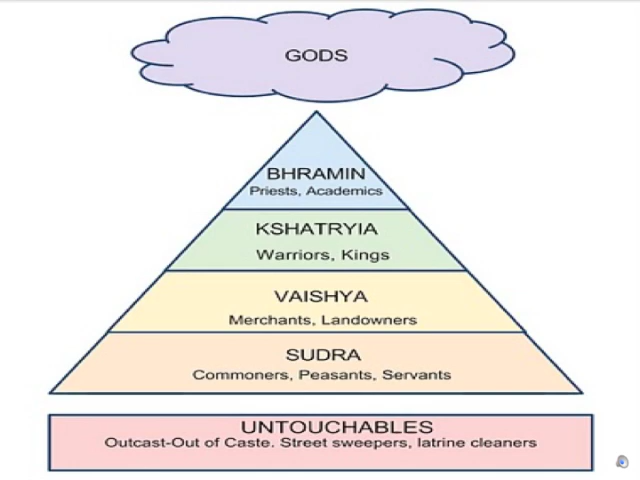 GODS
BHRAMIN
Priests, Academics
KSHATRYIA
Warriors, Kings
VAISHYA
Merchants, Landowners
SUDRA
Commoners, Peasants, Servants
UNTOUCHABLES
Outcast-Out of Caste. Street sweepers, latrine cleaners